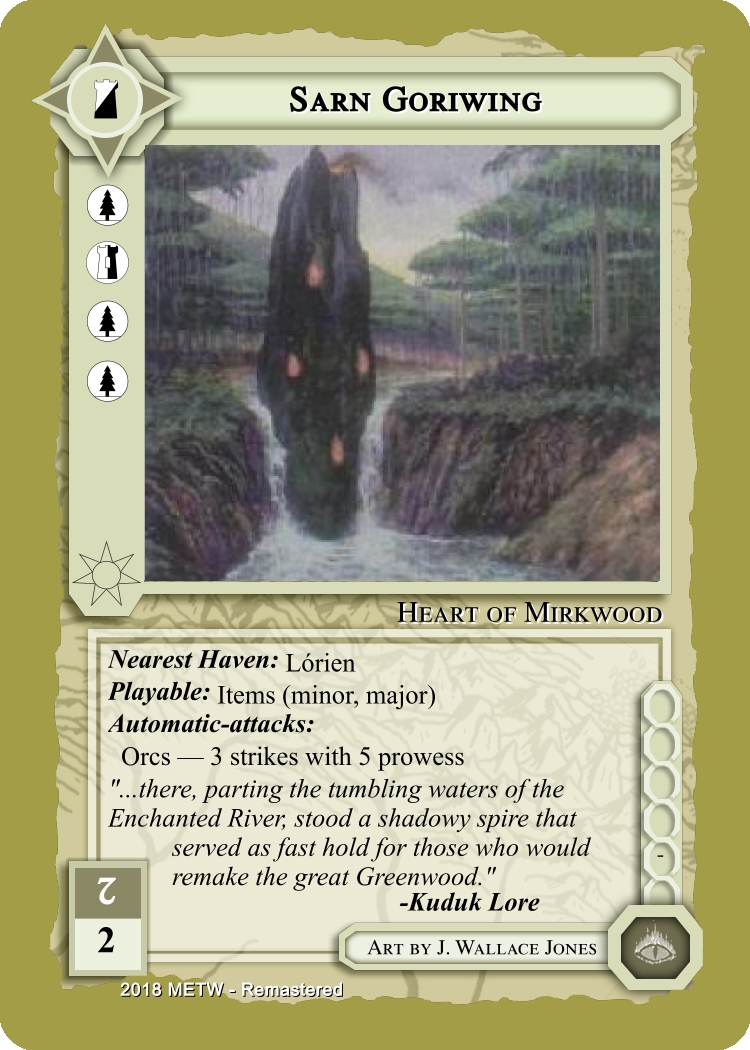 Sarn Goriwing
Heart of Mirkwood
Nearest Haven: Lórien
Playable: Items (minor, major)
Automatic-attacks:
Orcs — 3 strikes with 5 prowess
"...there, parting the tumbling waters of the
Enchanted River, stood a shadowy spire that
served as fast hold for those who would
remake the great Greenwood."
-Kuduk Lore
2
2
-
Art by J. Wallace Jones
2018 METW - Remastered